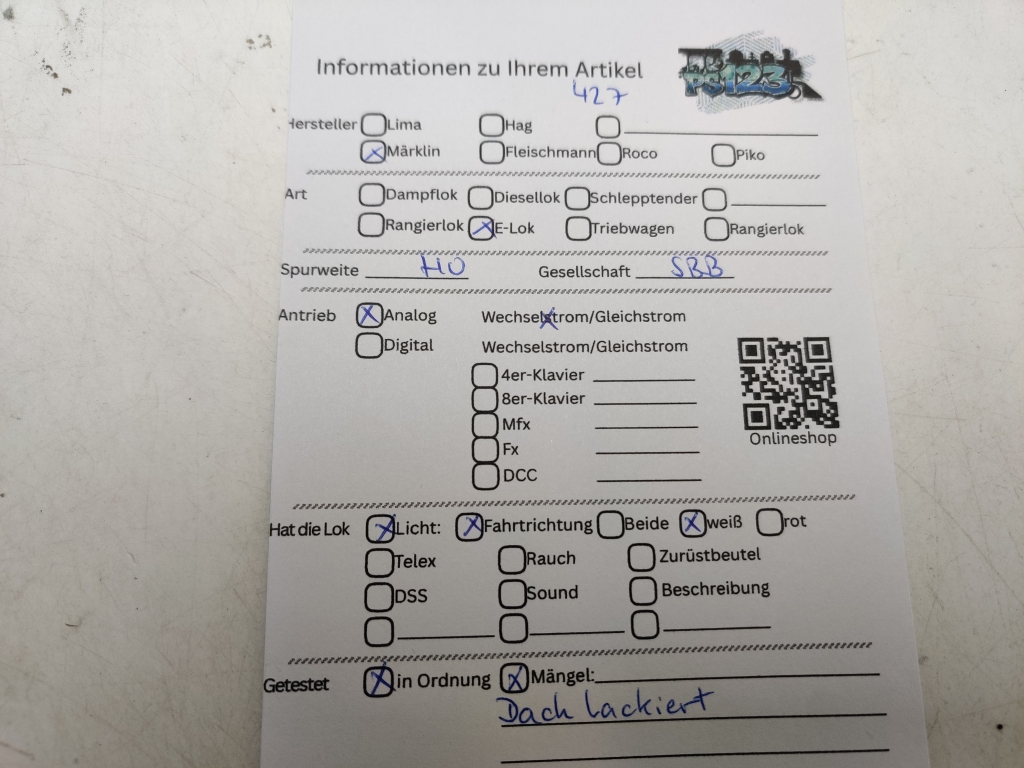 Informationen zu Ihrem Artikel
427
PS123
Hersteller Lima Hag
Märklin Fleischmann Roco Piko
Art Dampflok Diesellok Schlepptender
Rangierlok E-Lok Triebwagen Rangierlok
Spurweite HO Gesellschaft SBB
Antrieb Analog Wechselstrom/Gleichstrom
Digital Wechselstrom/Gleichstrom
4er-Klavier
8er-Klavier
Mfx
Fx
DCC
Onlineshop
Hat die Lok Licht: Fahrtrichtung Beide weiß rot
Telex Rauch Zurüstbeutel
DSS Sound Beschreibung
Getestet in Ordnung Mängel:
Dach lackiert